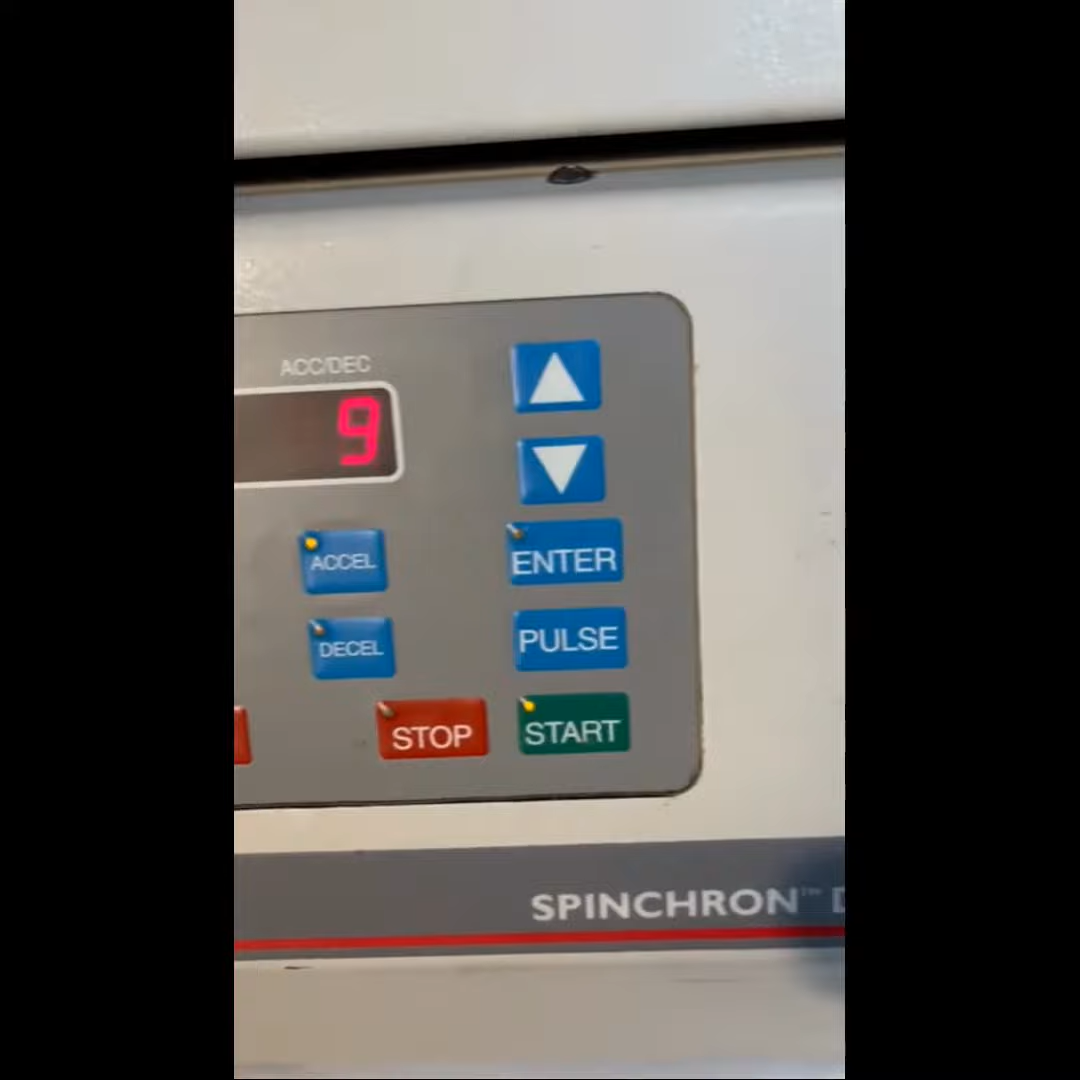 ACC/DEC
9
ACCEL
ENTER
DECEL
PULSE
STOP
START
SPINCHRON™